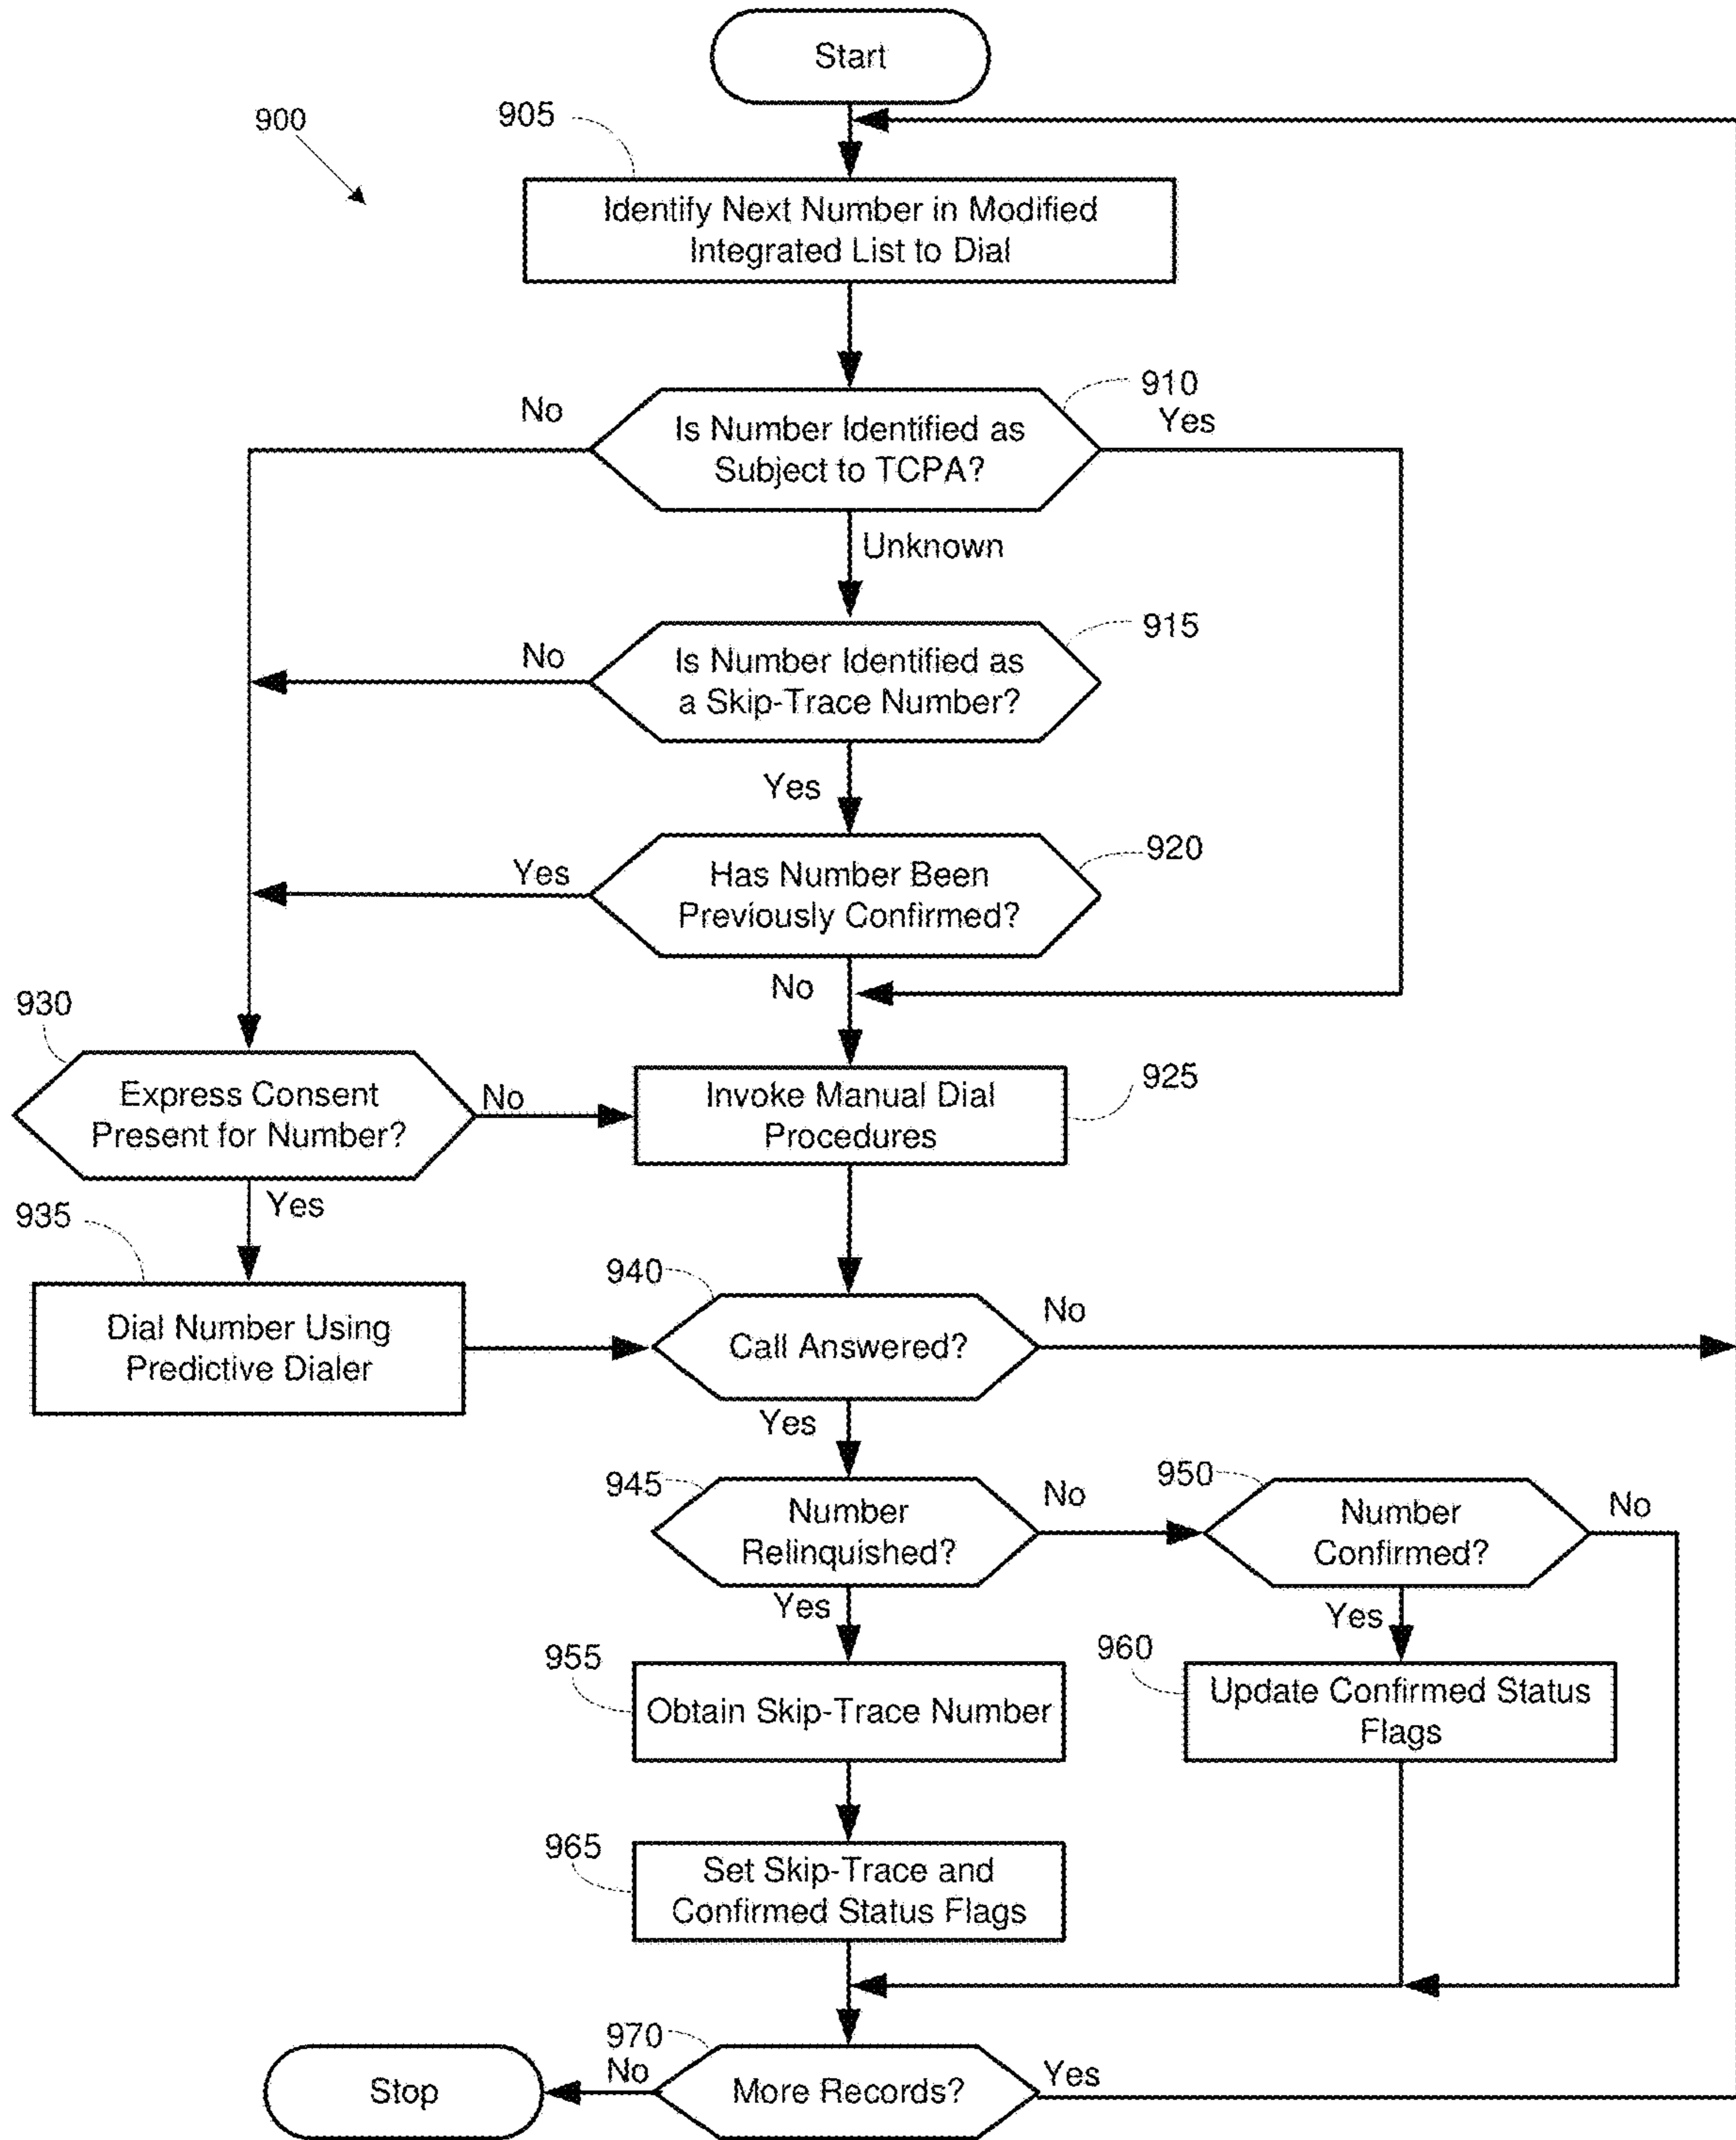 Start
900
905
Identify Next Number in Modified
Integrated List to Dial
910
No
Yes
Is Number Identified as
Subject to TCPA?
Unknown
915
No
Is Number Identified as
a Skip-Trace Number?
Yes
920
Yes
Has Number Been
Previously Confirmed?
No
930
Express Consent
Present for Number?
No
925
Invoke Manual Dial
Procedures
Yes
935
Dial Number Using
Predictive Dialer
940
Call Answered?
No
Yes
945
Number
Relinquished?
No
950
Number
Confirmed?
No
Yes
Yes
955
Obtain Skip-Trace Number
960
Update Confirmed Status
Flags
965
Set Skip-Trace and
Confirmed Status Flags
970
No
More Records?
Yes
Stop